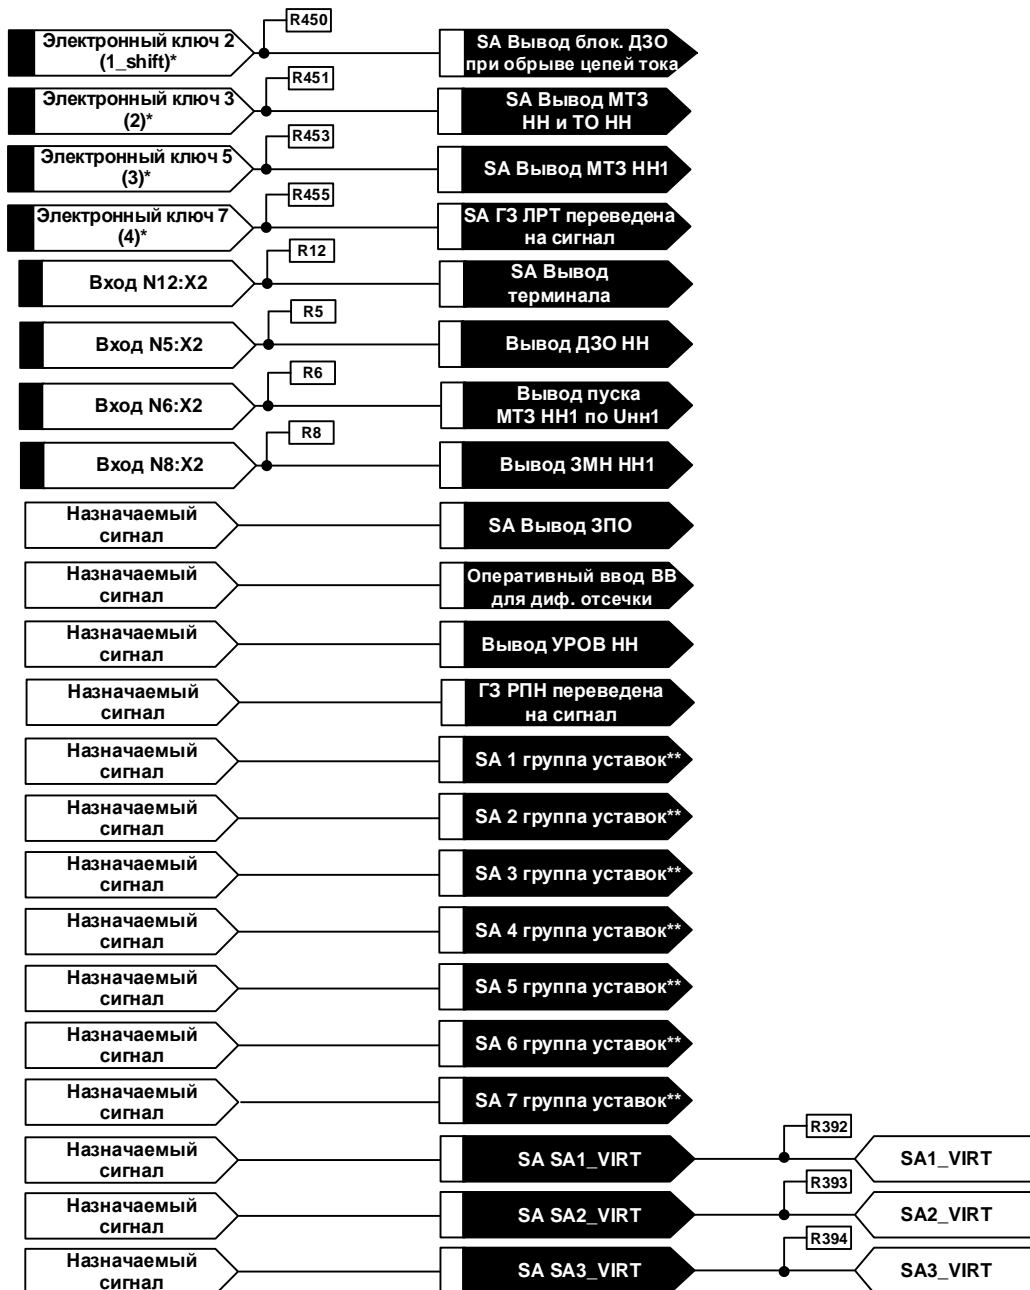 R450
Электронный ключ 2
(1_shift)*
SA Вывод блок. ДЗО
при обрыве цепей тока
R451
Электронный ключ 3
(2)*
SA Вывод МТЗ
НН и ТО НН
R453
Электронный ключ 5
(3)*
SA Вывод МТЗ НН1
R455
Электронный ключ 7
(4)*
SA ГЗ ЛРТ переведена
на сигнал
R12
Вход N12:X2
SA Вывод
терминала
R5
Вход N5:X2
Вывод ДЗО НН
R6
Вход N6:X2
Вывод пуска
МТЗ НН1 по Uнн1
R8
Вход N8:X2
Вывод ЗМН НН1
Назначаемый
сигнал
SA Вывод ЗПО
Назначаемый
сигнал
Оперативный ввод ВВ
для диф. отсечки
Назначаемый
сигнал
Вывод УРОВ НН
Назначаемый
сигнал
ГЗ РПН переведена
на сигнал
Назначаемый
сигнал
SA 1 группа уставок**
Назначаемый
сигнал
SA 2 группа уставок**
Назначаемый
сигнал
SA 3 группа уставок**
Назначаемый
сигнал
SA 4 группа уставок**
Назначаемый
сигнал
SA 5 группа уставок**
Назначаемый
сигнал
SA 6 группа уставок**
Назначаемый
сигнал
SA 7 группа уставок**
Назначаемый
сигнал
SA SA1_VIRT
R392
SA1_VIRT
Назначаемый
сигнал
SA SA2_VIRT
R393
SA2_VIRT
Назначаемый
сигнал
SA SA3_VIRT
R394
SA3_VIRT